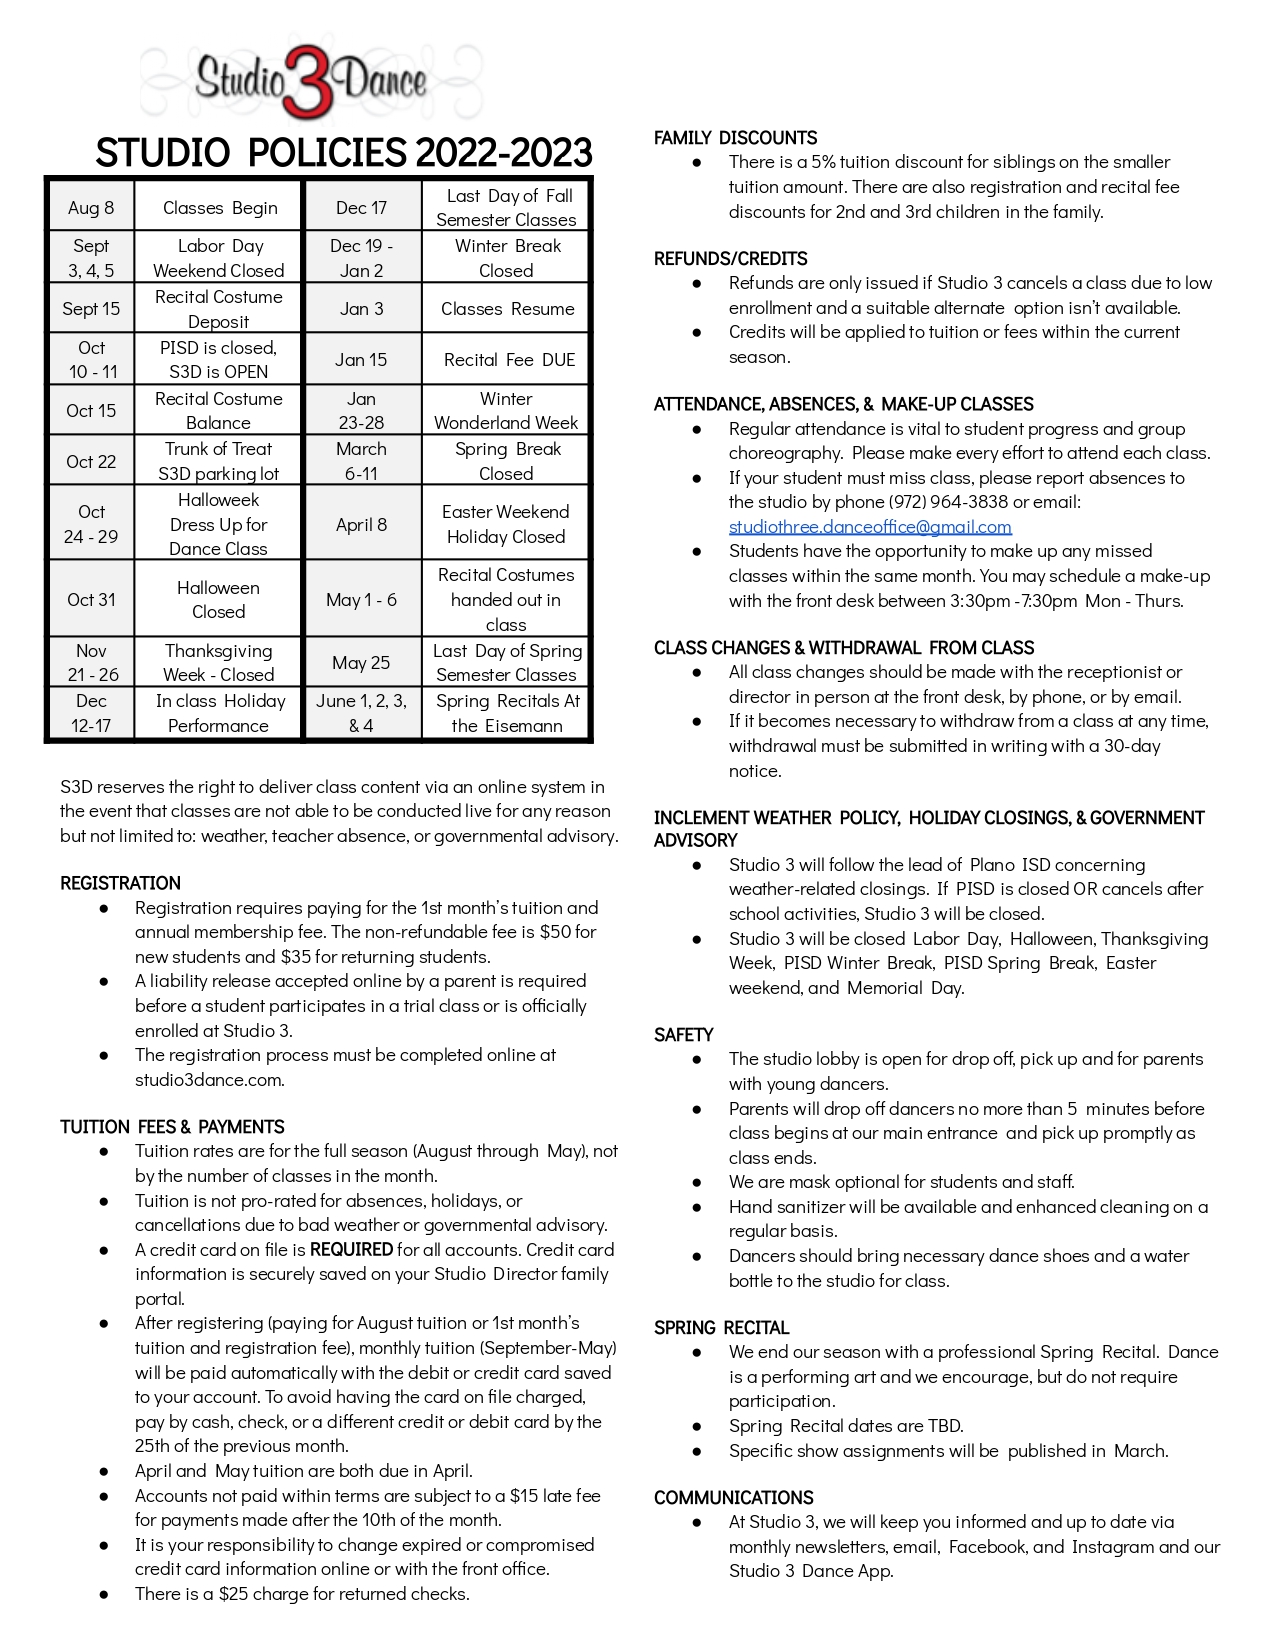 Studio 3 Dance
STUDIO POLICIES 2022-2023
Aug 8 Classes Begin Dec 17 Last Day of Fall Semester Classes
Sept 3, 4, 5 Labor Day Weekend Closed Dec 19 - Jan 2 Winter Break Closed
Sept 15 Recital Costume Deposit Jan 3 Classes Resume
Oct 10 - 11 PISD is closed, S3D is OPEN Jan 15 Recital Fee DUE
Oct 15 Recital Costume Balance Jan 23-28 Winter Wonderland Week
Oct 22 Trunk of Treat S3D parking lot March 6-11 Spring Break Closed
Oct 24 - 29 Halloweek Dress Up for Dance Class April 8 Easter Weekend Holiday Closed
Oct 31 Halloween Closed May 1 - 6 Recital Costumes handed out in class
Nov 21 - 26 Thanksgiving Week - Closed May 25 Last Day of Spring Semester Classes
Dec 12-17 In class Holiday Performance June 1, 2, 3, & 4 Spring Recitals At the Eisemann
S3D reserves the right to deliver class content via an online system in
the event that classes are not able to be conducted live for any reason
but not limited to: weather, teacher absence, or governmental advisory.
REGISTRATION
● Registration requires paying for the 1st month's tuition and
annual membership fee. The non-refundable fee is $50 for
new students and $35 for returning students.
● A liability release accepted online by a parent is required
before a student participates in a trial class or is officially
enrolled at Studio 3.
● The registration process must be completed online at
studio3dance.com.
TUITION FEES & PAYMENTS
● Tuition rates are for the full season (August through May), not
by the number of classes in the month.
● Tuition is not pro-rated for absences, holidays, or
cancellations due to bad weather or governmental advisory.
● A credit card on file is REQUIRED for all accounts. Credit card
information is securely saved on your Studio Director family
portal.
● After registering (paying for August tuition or 1st month's
tuition and registration fee), monthly tuition (September-May)
will be paid automatically with the debit or credit card saved
to your account. To avoid having the card on file charged,
pay by cash, check, or a different credit or debit card by the
25th of the previous month.
● April and May tuition are both due in April.
● Accounts not paid within terms are subject to a $15 late fee
for payments made after the 10th of the month.
● It is your responsibility to change expired or compromised
credit card information online or with the front office.
● There is a $25 charge for returned checks.
FAMILY DISCOUNTS
● There is a 5% tuition discount for siblings on the smaller
tuition amount. There are also registration and recital fee
discounts for 2nd and 3rd children in the family.
REFUNDS/CREDITS
● Refunds are only issued if Studio 3 cancels a class due to low
enrollment and a suitable alternate option isn't available.
● Credits will be applied to tuition or fees within the current
season.
ATTENDANCE, ABSENCES, & MAKE-UP CLASSES
● Regular attendance is vital to student progress and group
choreography. Please make every effort to attend each class.
● If your student must miss class, please report absences to
the studio by phone (972) 964-3838 or email:
studiothree.danceoffice@gmail.com
● Students have the opportunity to make up any missed
classes within the same month. You may schedule a make-up
with the front desk between 3:30pm -7:30pm Mon - Thurs.
CLASS CHANGES & WITHDRAWAL FROM CLASS
● All class changes should be made with the receptionist or
director in person at the front desk, by phone, or by email.
● If it becomes necessary to withdraw from a class at any time,
withdrawal must be submitted in writing with a 30-day
notice.
INCLEMENT WEATHER POLICY, HOLIDAY CLOSINGS, & GOVERNMENT
ADVISORY
● Studio 3 will follow the lead of Plano ISD concerning
weather-related closings. If PISD is closed OR cancels after
school activities, Studio 3 will be closed.
● Studio 3 will be closed Labor Day, Halloween, Thanksgiving
Week, PISD Winter Break, PISD Spring Break, Easter
weekend, and Memorial Day.
SAFETY
● The studio lobby is open for drop off, pick up and for parents
with young dancers.
● Parents will drop off dancers no more than 5 minutes before
class begins at our main entrance and pick up promptly as
class ends.
● We are mask optional for students and staff.
● Hand sanitizer will be available and enhanced cleaning on a
regular basis.
● Dancers should bring necessary dance shoes and a water
bottle to the studio for class.
SPRING RECITAL
● We end our season with a professional Spring Recital. Dance
is a performing art and we encourage, but do not require
participation.
● Spring Recital dates are TBD.
● Specific show assignments will be published in March.
COMMUNICATIONS
● At Studio 3, we will keep you informed and up to date via
monthly newsletters, email, Facebook, and Instagram and our
Studio 3 Dance App.